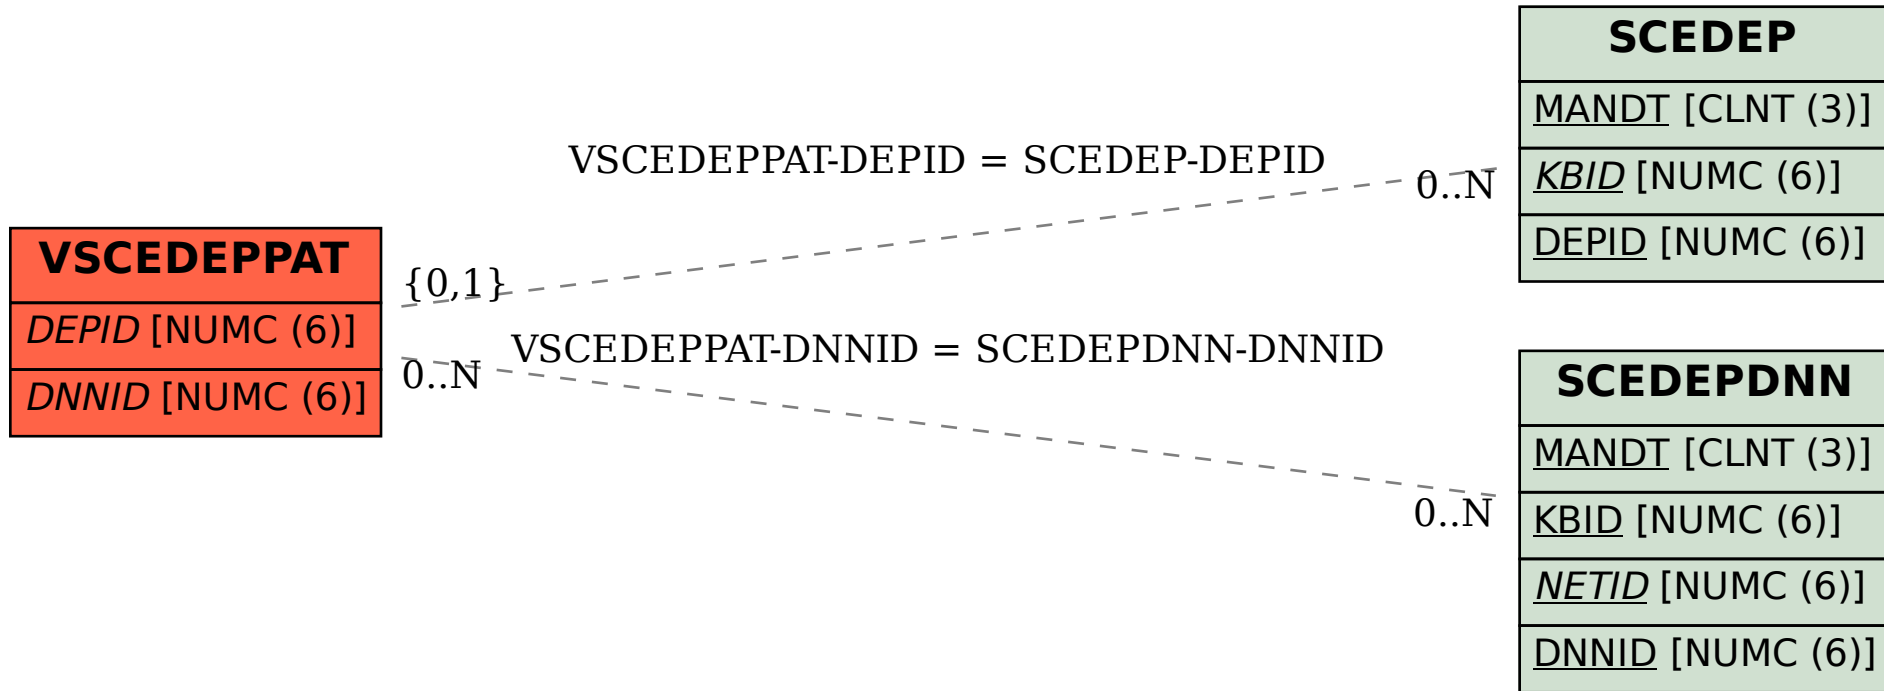 SCEDEP
MANDT [CLNT (3)]
KBID [NUMC (6)]
DEPID [NUMC (6)]
VSCEDEPPAT-DEPID = SCEDEP-DEPID
0..N
VSCEDEPPAT
DEPID [NUMC (6)]
DNNID [NUMC (6)]
{0,1}
0..N
VSCEDEPPAT-DNNID = SCEDEPDNN-DNNID
0..N
SCEDEPDNN
MANDT [CLNT (3)]
KBID [NUMC (6)]
NETID [NUMC (6)]
DNNID [NUMC (6)]